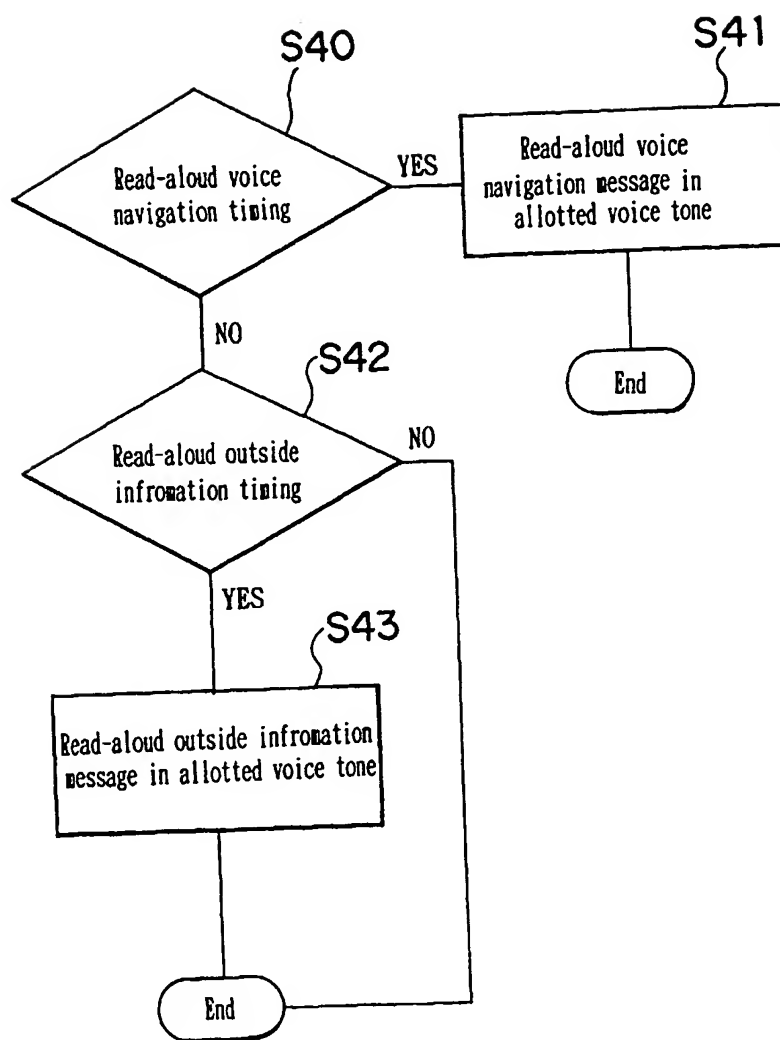 S40
Read-aloud voice
navigation timing
YES
S41
Read-aloud voice
navigation message in
allotted voice tone
End
NO
S42
Read-aloud outside
infromation timing
NO
YES
S43
Read-aloud outside infromation
message in allotted voice tone
End